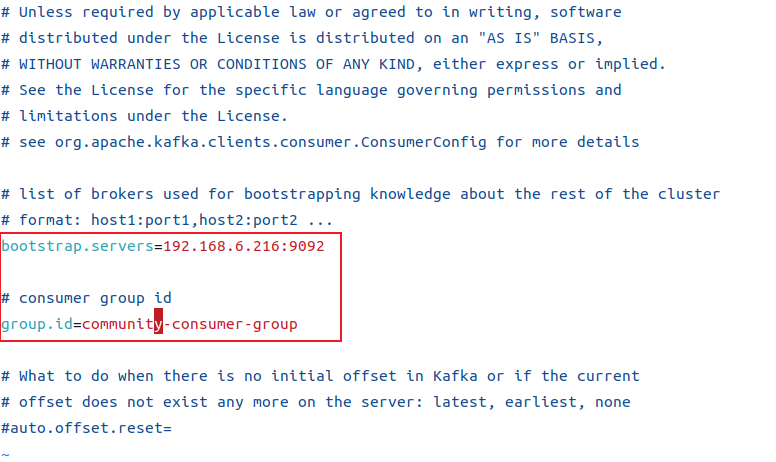 # Unless required by applicable law or agreed to in writing, software
# distributed under the License is distributed on an "AS IS" BASIS,
# WITHOUT WARRANTIES OR CONDITIONS OF ANY KIND, either express or implied.
# See the License for the specific language governing permissions and
# limitations under the License.
# see org.apache.kafka.clients.consumer.ConsumerConfig for more details
# list of brokers used for bootstrapping knowledge about the rest of the cluster
# format: host1:port1,host2:port2 ...
bootstrap.servers=192.168.6.216:9092
# consumer group id
group.id=community-consumer-group
# What to do when there is no initial offset in Kafka or if the current
# offset does not exist any more on the server: latest, earliest, none
#auto.offset.reset=
~